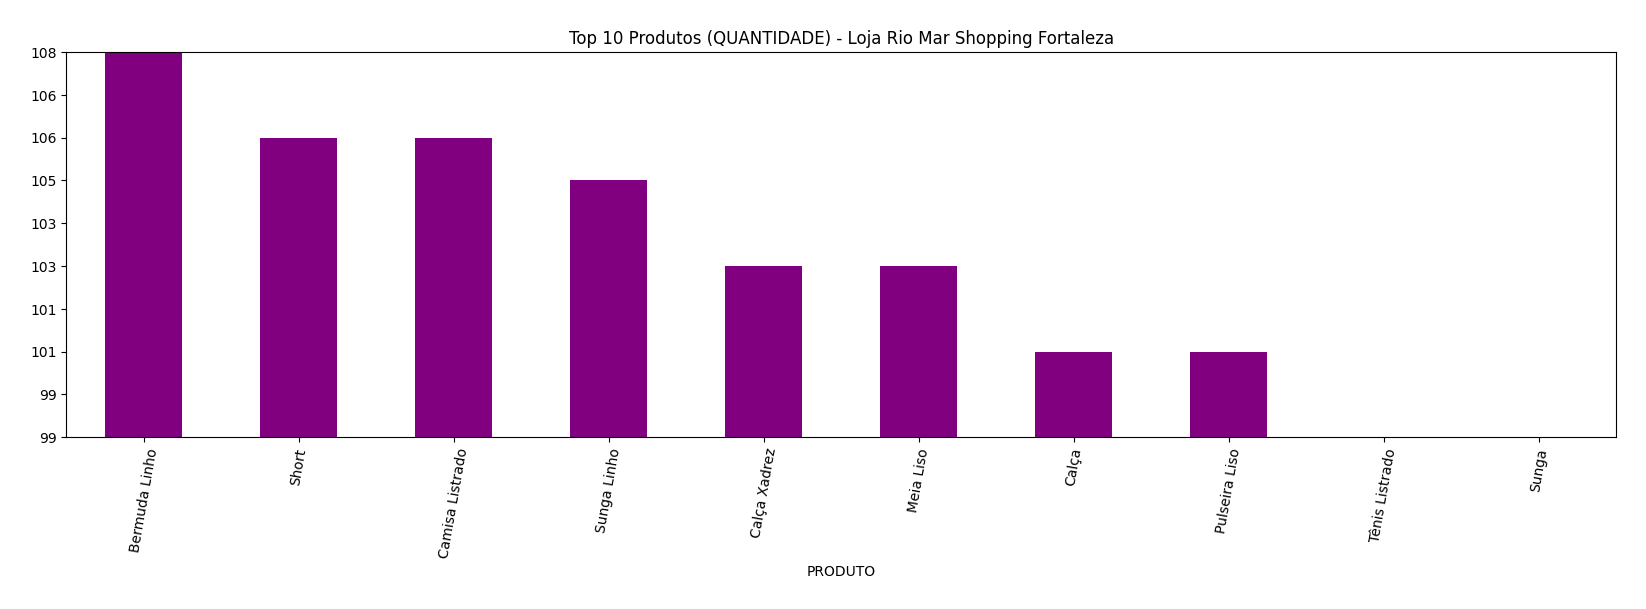 Top 10 Produtos (QUANTIDADE) - Loja Rio Mar Shopping Fortaleza
108
106
106
105
103
103
101
101
99
99
Bermuda Linho
Short
Camisa Listrado
Sunga Linho
Calça Xadrez
Meia Liso
Calça
Pulseira Liso
Tênis Listrado
Sunga
PRODUTO